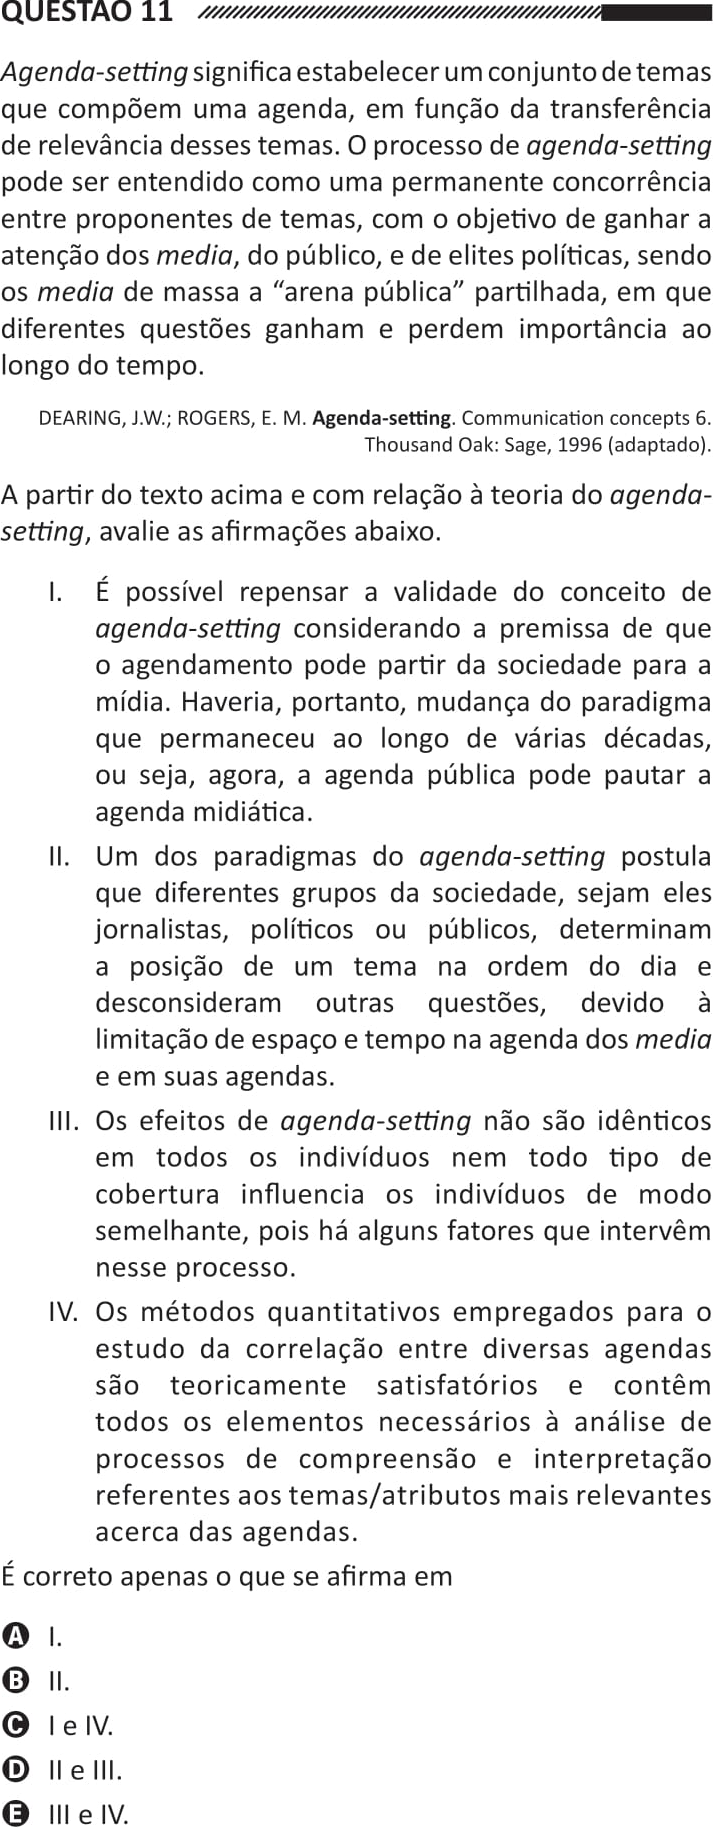 QUESTÃO 11
Agenda-setting significa estabelecer um conjunto de temas
que compõem uma agenda, em função da transferência
de relevância desses temas. O processo de agenda-setting
pode ser entendido como uma permanente concorrência
entre proponentes de temas, com o objetivo de ganhar a
atenção dos media, do público, e de elites políticas, sendo
os media de massa a “arena pública” partilhada, em que
diferentes questões ganham e perdem importância ao
longo do tempo.
DEARING, J.W.; ROGERS, E. M. Agenda-setting. Communication concepts 6.
Thousand Oak: Sage, 1996 (adaptado).
A partir do texto acima e com relação à teoria do agenda-
setting, avalie as afirmações abaixo.
I. É possível repensar a validade do conceito de
agenda-setting considerando a premissa de que
o agendamento pode partir da sociedade para a
mídia. Haveria, portanto, mudança do paradigma
que permaneceu ao longo de várias décadas,
ou seja, agora, a agenda pública pode pautar a
agenda midiática.
II. Um dos paradigmas do agenda-setting postula
que diferentes grupos da sociedade, sejam eles
jornalistas, políticos ou públicos, determinam
a posição de um tema na ordem do dia e
desconsideram outras questões, devido à
limitação de espaço e tempo na agenda dos media
e em suas agendas.
III. Os efeitos de agenda-setting não são idênticos
em todos os indivíduos nem todo tipo de
cobertura influencia os indivíduos de modo
semelhante, pois há alguns fatores que intervêm
nesse processo.
IV. Os métodos quantitativos empregados para o
estudo da correlação entre diversas agendas
são teoricamente satisfatórios e contêm
todos os elementos necessários à análise de
processos de compreensão e interpretação
referentes aos temas/atributos mais relevantes
acerca das agendas.
É correto apenas o que se afirma em
A I.
B II.
C I e IV.
D II e III.
E III e IV.